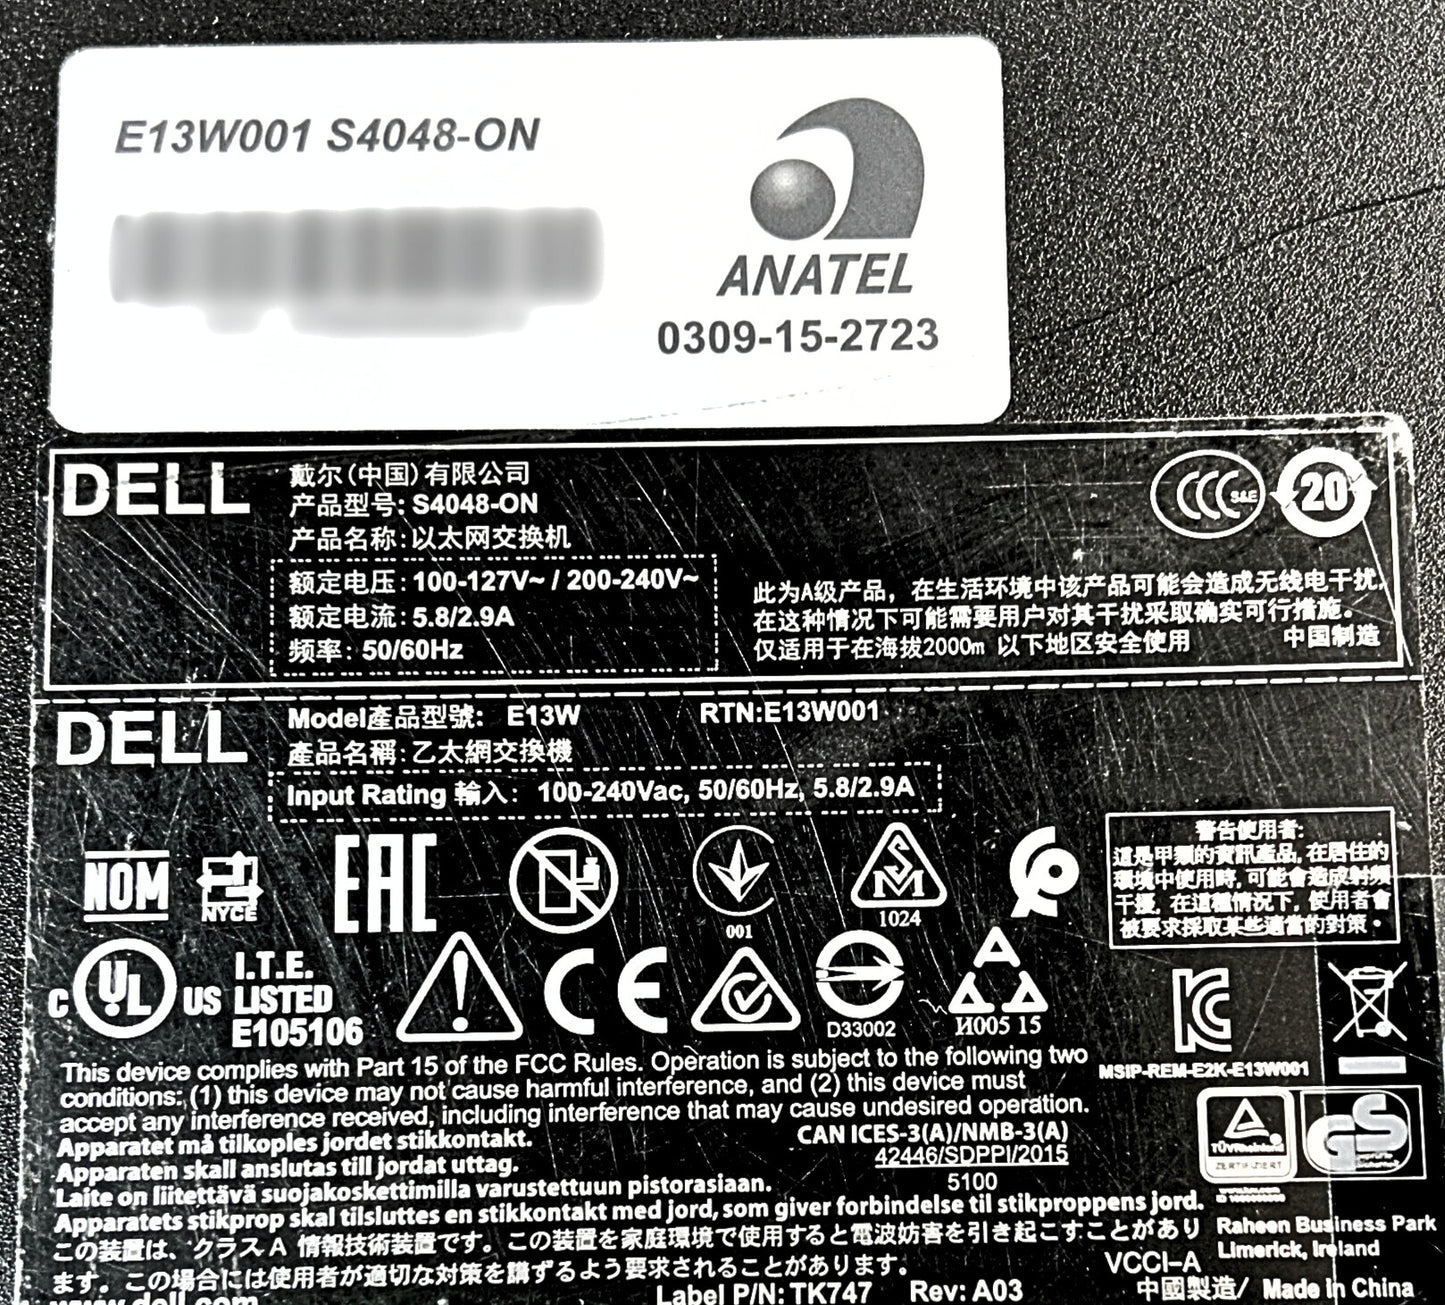 E13W001 S4048-ON
ANATEL
0309-15-2723
DELL
戴尔(中国)有限公司
产品型号: S4048-ON
产品名称: 以太网交换机
额定电压: 100-127V~ / 200-240V~
额定电流: 5.8/2.9A
频率: 50/60Hz
CCC S&E
20
此为A级产品，在生活环境中该产品可能会造成无线电干扰,
在这种情况下可能需要用户对其干扰采取确实可行措施。
仅适用于在海拔2000m 以下地区安全使用 中国制造
DELL
Model產品型號: E13W RTN:E13W001
產品名稱: 乙太網交換機
Input Rating 輸入: 100-240Vac, 50/60Hz, 5.8/2.9A
NOM
NYCE
EAC
001
SM
1024
警告使用者:
這是甲類的資訊產品, 在居住的
環境中使用時, 可能會造成射頻
干擾, 在這種情況下, 使用者會
被要求採取某些適當的對策。
C UL US
I.T.E.
LISTED
E105106
CE
D33002
И005 15
MSIP-REM-E2K-E13W001
This device complies with Part 15 of the FCC Rules. Operation is subject to the following two
conditions: (1) this device may not cause harmful interference, and (2) this device must
accept any interference received, including interference that may cause undesired operation.
Apparatet må tilkoples jordet stikkontakt.
Apparaten skall anslutas till jordat uttag.
CAN ICES-3(A)/NMB-3(A)
42446/SDPPI/2015
5100
TÜVRheinland
ZERTIFIZIERT
GS
Laite on liitettävä suojakoskettimilla varustettuun pistorasiaan.
Apparatets stikprop skal tilsluttes en stikkontakt med jord, som giver forbindelse til stikproppens jord.
この装置は、クラスA 情報技術装置です。この装置を家庭環境で使用すると電波妨害を引き起こすことがあり
ます。この場合には使用者が適切な対策を講ずるよう要求されることがあります。
VCCI-A
Raheen Business Park
Limerick, Ireland
中國製造/ Made in China
www.dell.com
Label P/N: TK747 Rev: A03